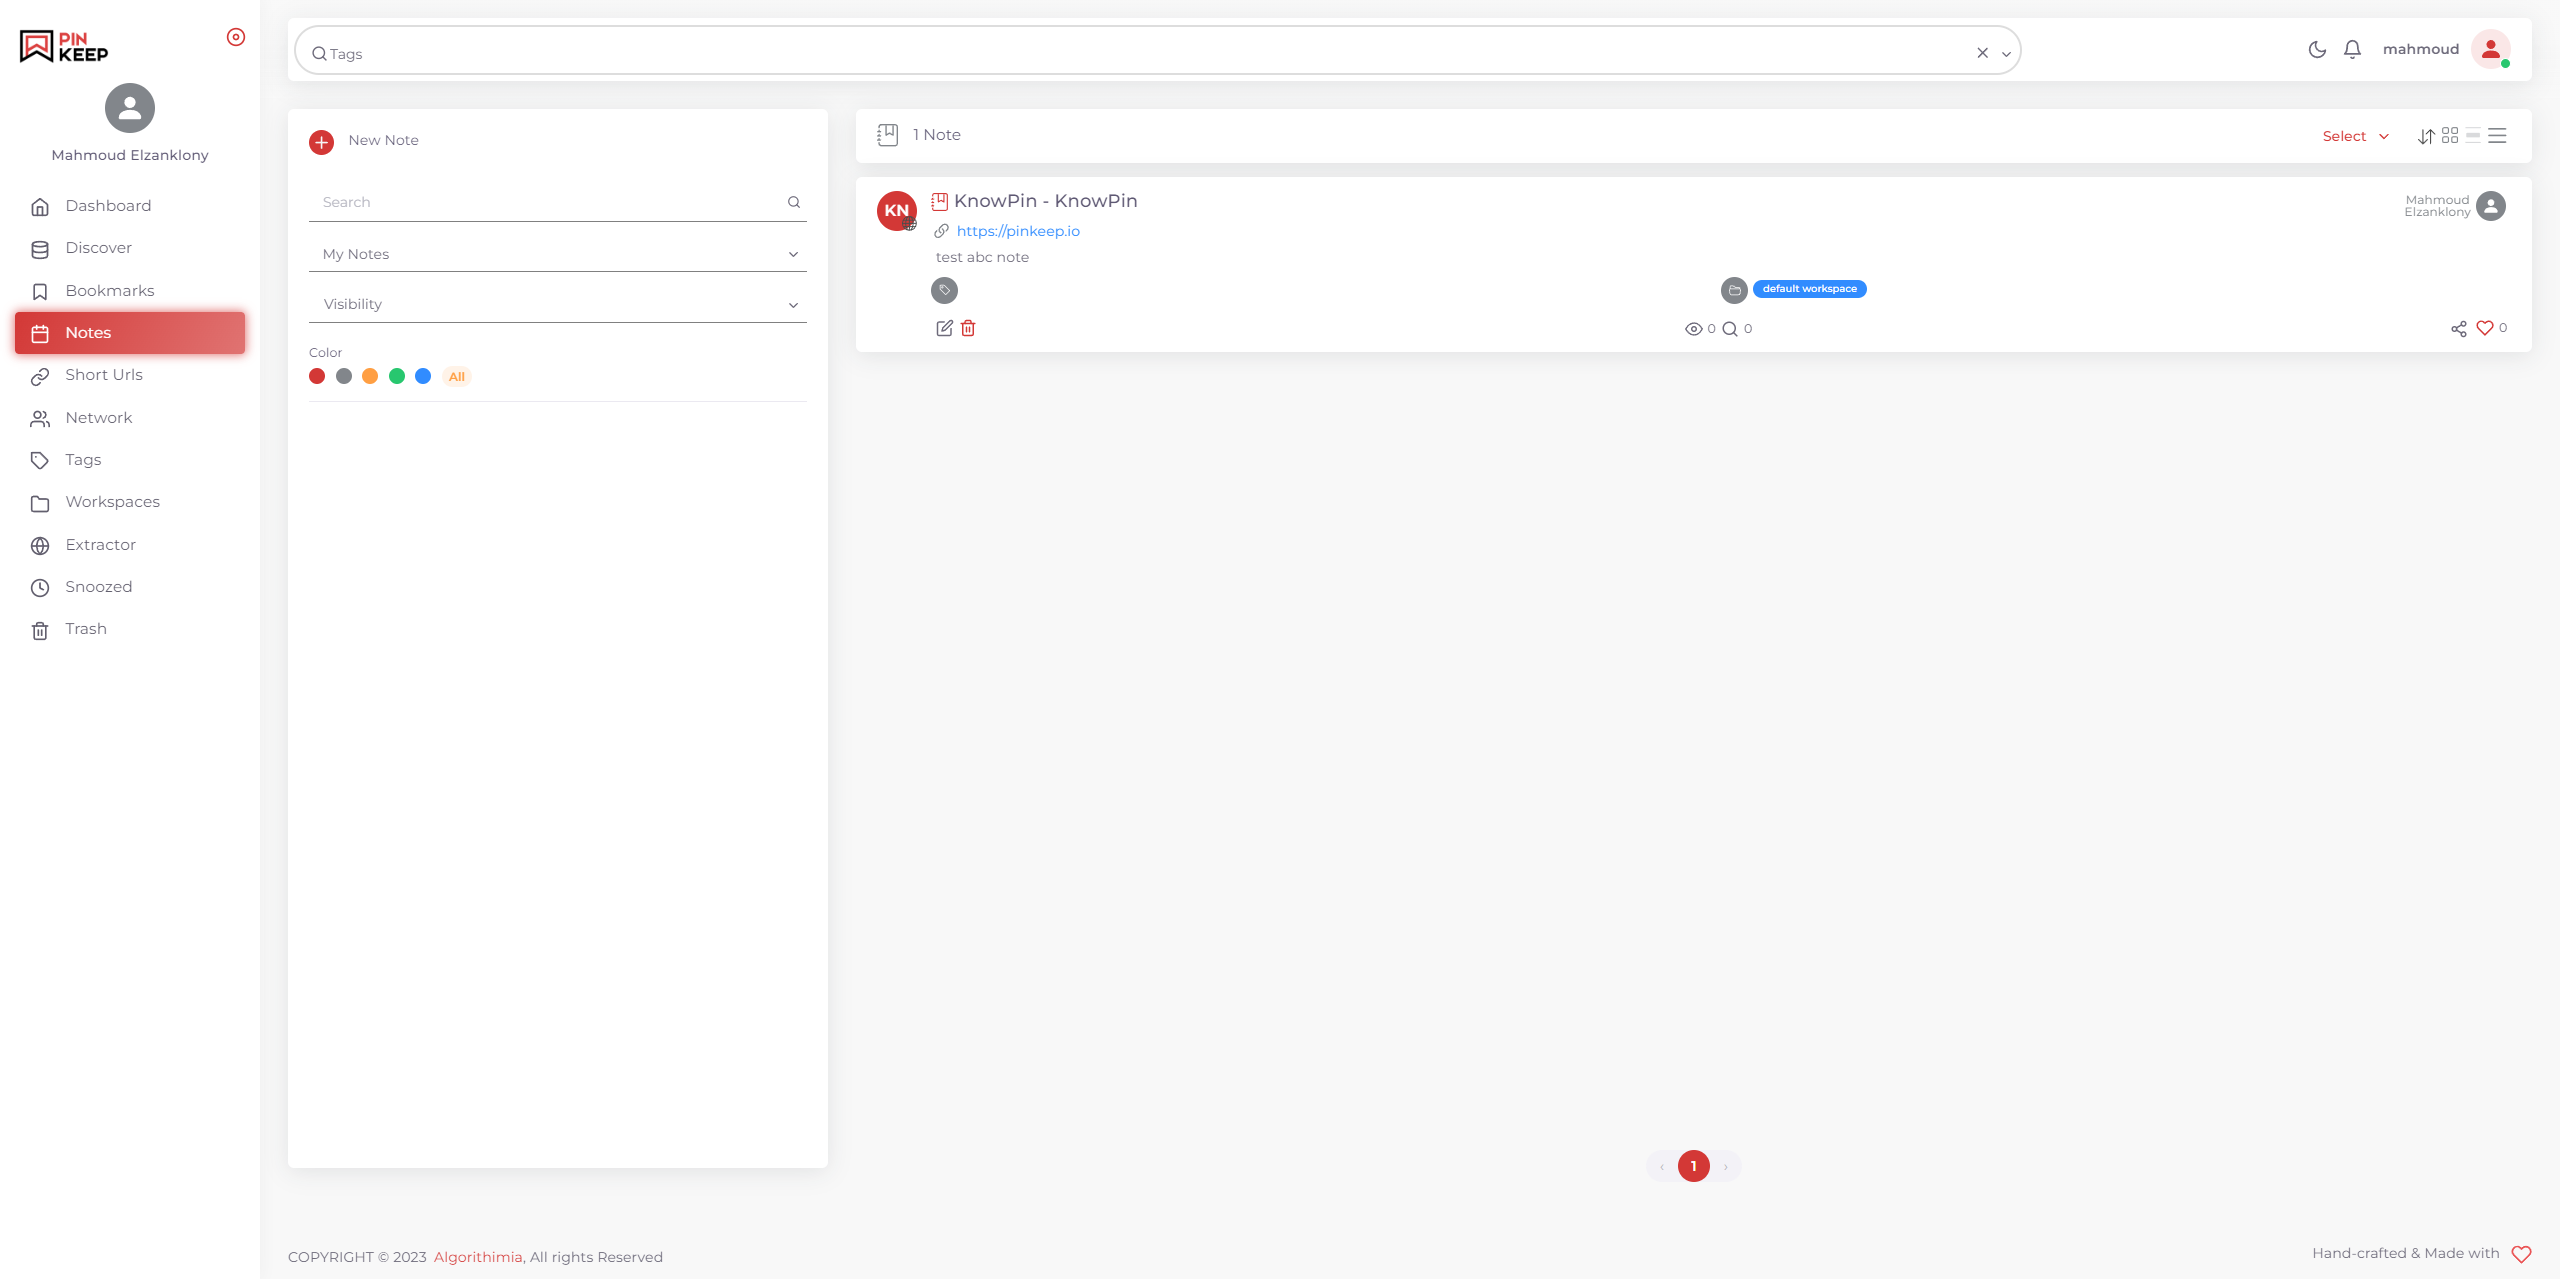 PIN
KEEP
Mahmoud Elzanklony
Dashboard
Discover
Bookmarks
Notes
Short Urls
Network
Tags
Workspaces
Extractor
Snoozed
Trash
Tags
mahmoud
New Note
Search
My Notes
Visibility
Color
All
1 Note
Select
KN
KnowPin - KnowPin
Mahmoud
Elzanklony
https://pinkeep.io
test abc note
default workspace
0 0
0
‹ 1 ›
COPYRIGHT © 2023 Algorithimia, All rights Reserved
Hand-crafted & Made with